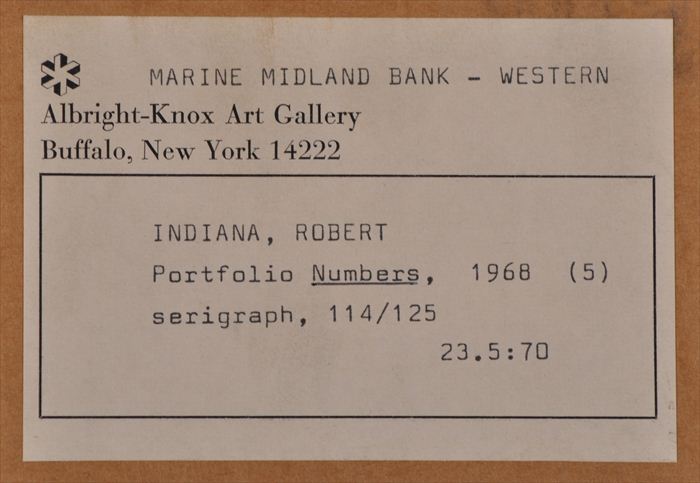 MARINE MIDLAND BANK - WESTERN
Albright-Knox Art Gallery
Buffalo, New York 14222
INDIANA, ROBERT
Portfolio Numbers, 1968 (5)
serigraph, 114/125
23.5:70